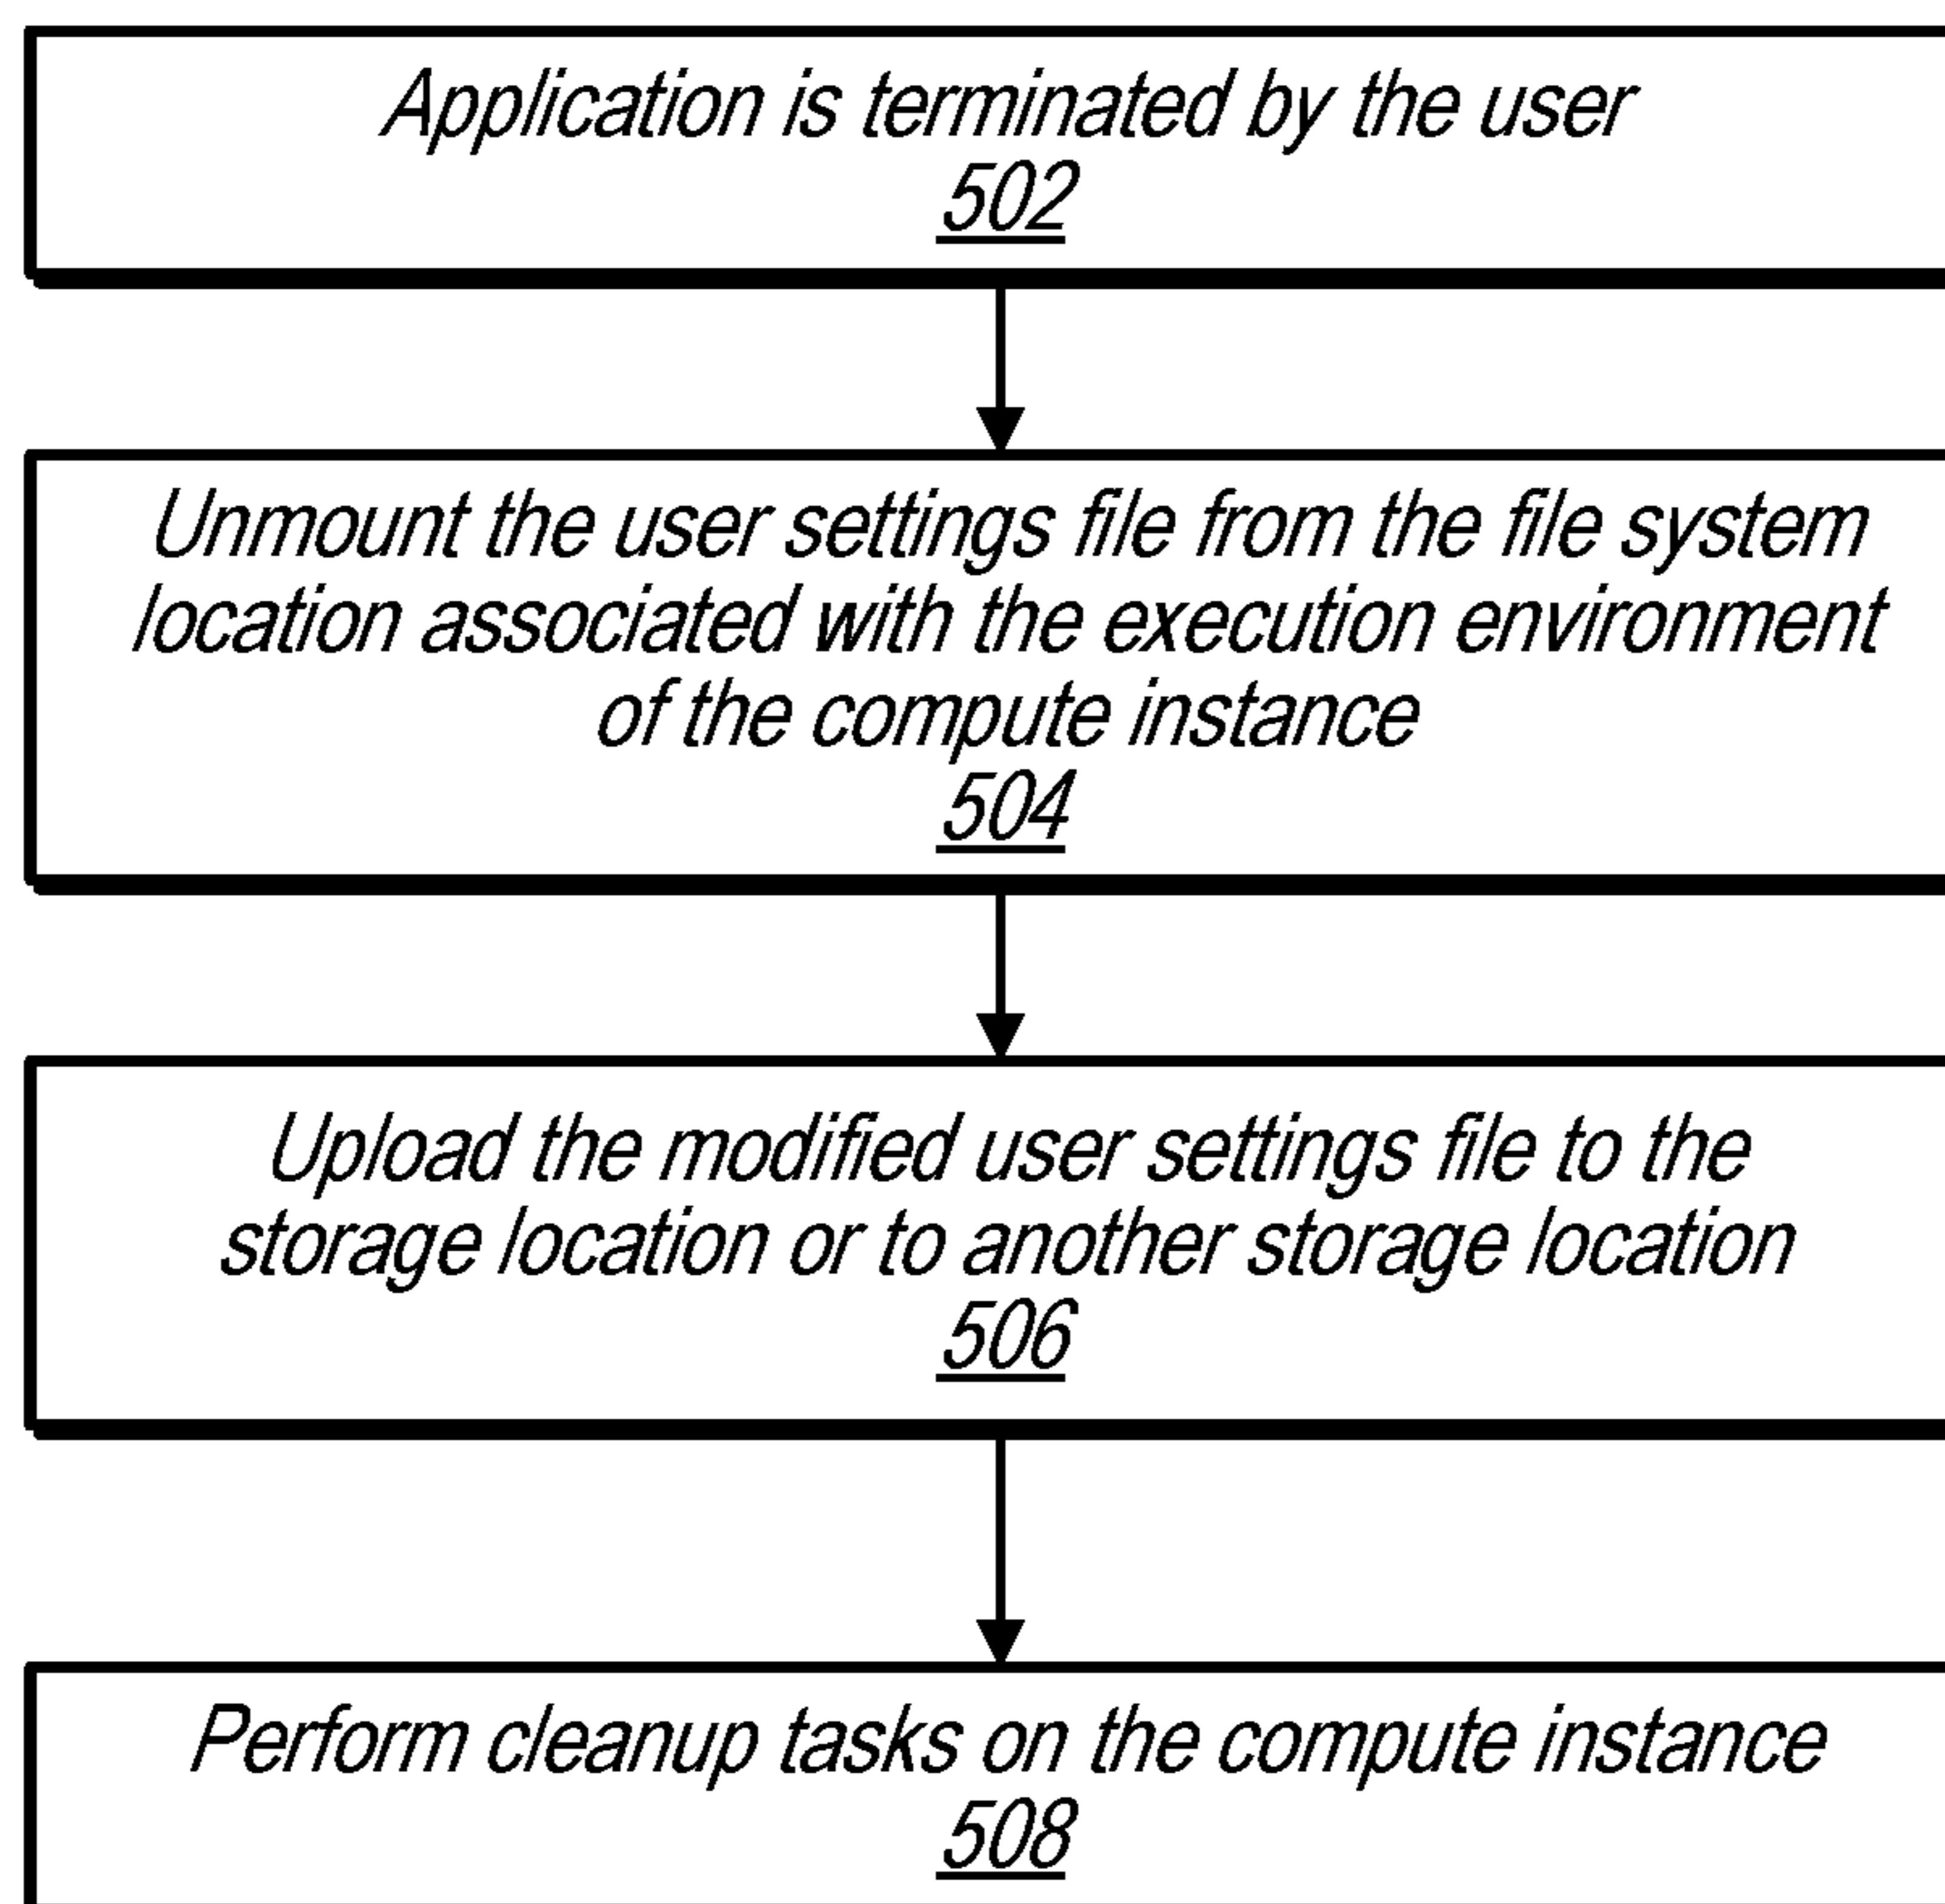 Application is terminated by the user
502
Unmount the user settings file from the file system
location associated with the execution environment
of the compute instance
504
Upload the modified user settings file to the
storage location or to another storage location
506
Perform cleanup tasks on the compute instance
508